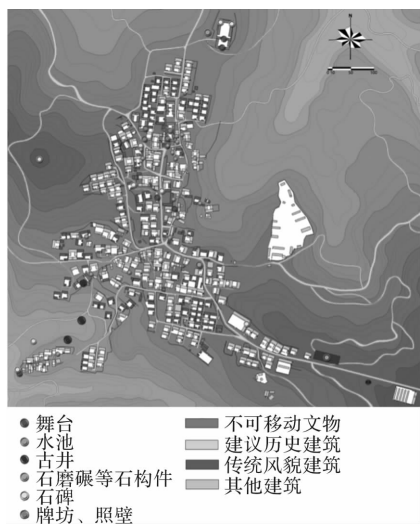 N
舞台
水池
古井
石磨碾等石构件
石碑
牌坊、照壁
不可移动文物
建议历史建筑
传统风貌建筑
其他建筑